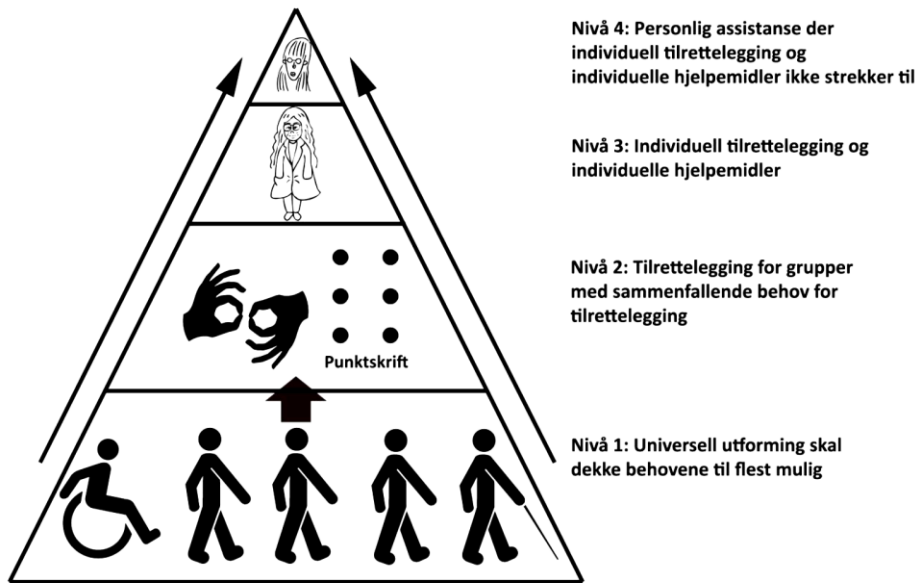 Nivå 4: Personlig assistanse der
individuell tilrettelegging og
individuelle hjelpemidler ikke strekker til
Nivå 3: Individuell tilrettelegging og
individuelle hjelpemidler
Nivå 2: Tilrettelegging for grupper
med sammenfallende behov for
tilrettelegging
Punktskrift
Nivå 1: Universell utforming skal
dekke behovene til flest mulig